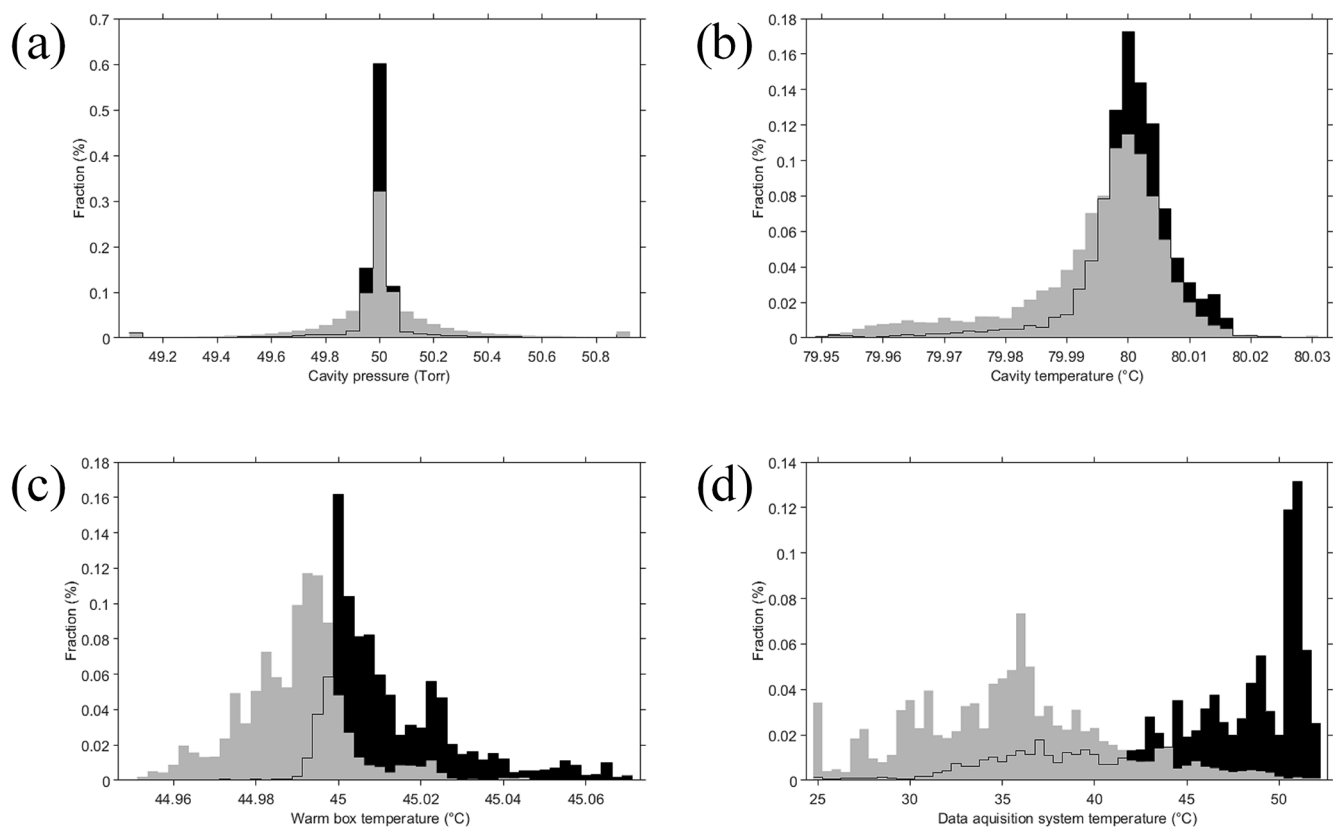 (a)
0.7
0.6
0.5
0.4
0.3
0.2
0.1
0
Fraction (%)
49.2 49.4 49.6 49.8 50 50.2 50.4 50.6 50.8
Cavity pressure (Torr)
(b)
0.18
0.16
0.14
0.12
0.1
0.08
0.06
0.04
0.02
0
Fraction (%)
79.95 79.96 79.97 79.98 79.99 80 80.01 80.02 80.03
Cavity temperature (°C)
(c)
0.18
0.16
0.14
0.12
0.1
0.08
0.06
0.04
0.02
0
Fraction (%)
44.96 44.98 45 45.02 45.04 45.06
Warm box temperature (°C)
(d)
0.14
0.12
0.1
0.08
0.06
0.04
0.02
0
Fraction (%)
25 30 35 40 45 50
Data aquisition system temperature (°C)